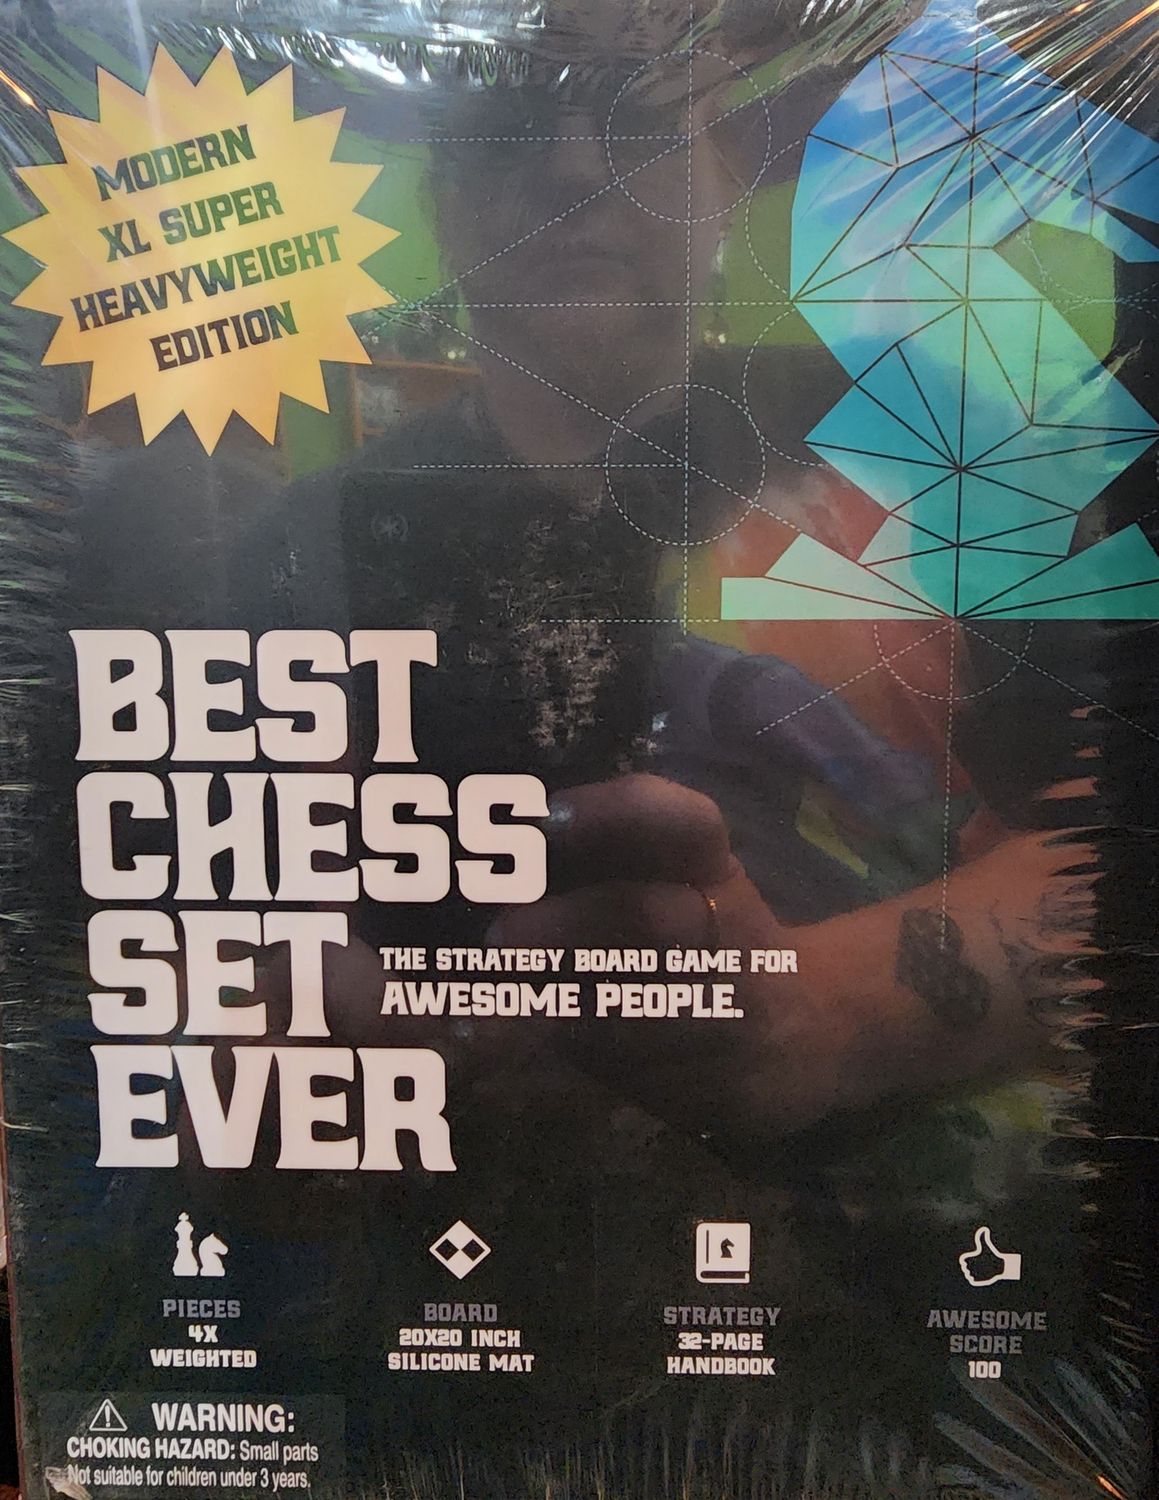 MODERN
XL SUPER
HEAVYWEIGHT
EDITION
BEST
CHESS
SET
EVER
THE STRATEGY BOARD GAME FOR
AWESOME PEOPLE.
PIECES
4X
WEIGHTED
BOARD
20X20 INCH
SILICONE MAT
STRATEGY
32-PAGE
HANDBOOK
AWESOME
SCORE
100
WARNING:
CHOKING HAZARD: Small parts
Not suitable for children under 3 years.